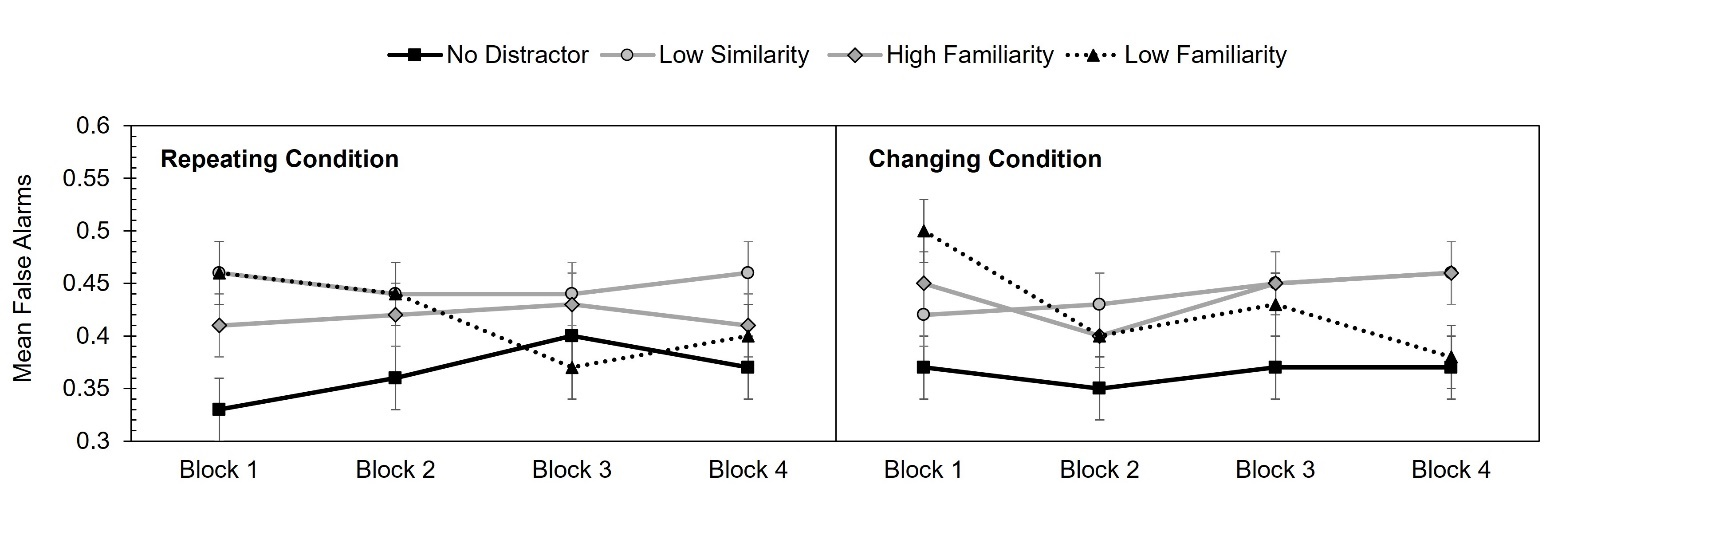 No Distractor Low Similarity High Familiarity Low Familiarity
Mean False Alarms
0.6
0.55
0.5
0.45
0.4
0.35
0.3
Repeating Condition
Changing Condition
Block 1 Block 2 Block 3 Block 4 Block 1 Block 2 Block 3 Block 4